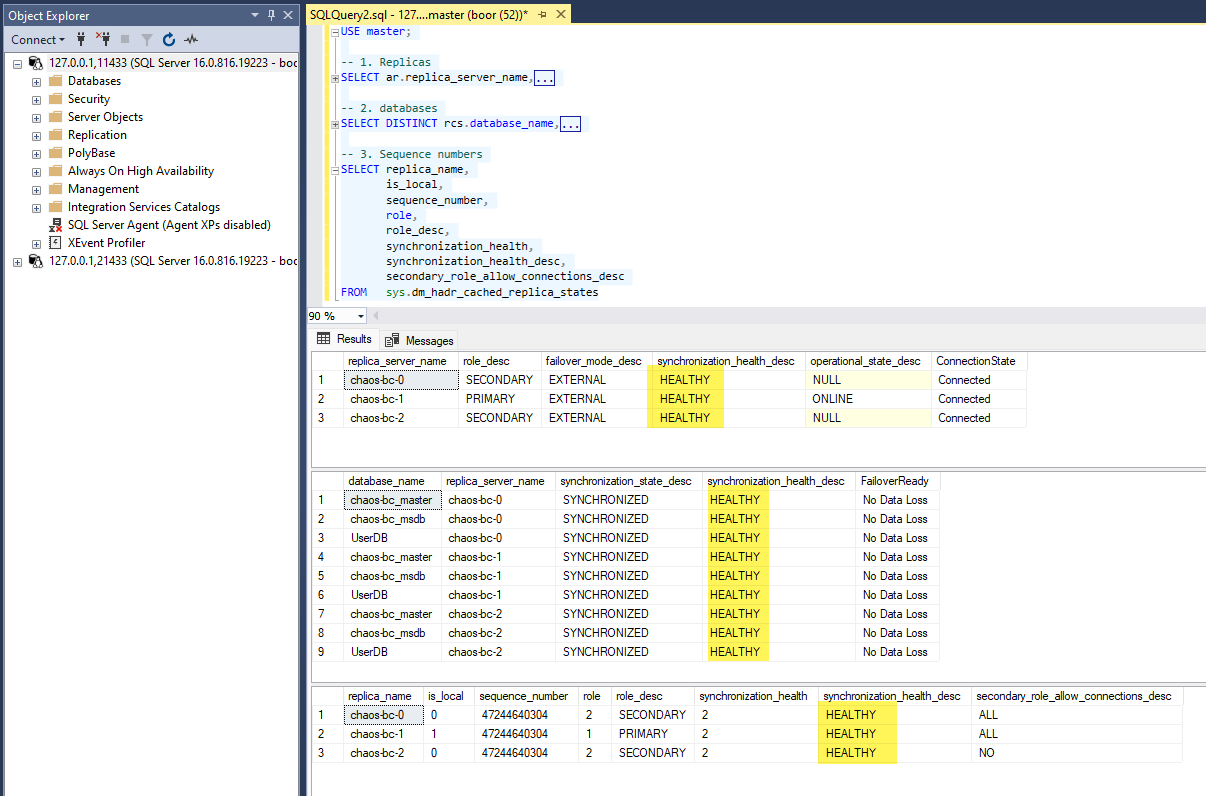 Object Explorer
Connect
127.0.0.1,11433 (SQL Server 16.0.816.19223 - boo
Databases
Security
Server Objects
Replication
PolyBase
Always On High Availability
Management
Integration Services Catalogs
SQL Server Agent (Agent XPs disabled)
XEvent Profiler
127.0.0.1,21433 (SQL Server 16.0.816.19223 - boo
SQLQuery2.sql - 127....master (boor (52))*
USE master;
-- 1. Replicas
SELECT ar.replica_server_name,...
-- 2. databases
SELECT DISTINCT rcs.database_name,...
-- 3. Sequence numbers
SELECT replica_name,
is_local,
sequence_number,
role,
role_desc,
synchronization_health,
synchronization_health_desc,
secondary_role_allow_connections_desc
FROM sys.dm_hadr_cached_replica_states
90 %
Results Messages
replica_server_name role_desc failover_mode_desc synchronization_health_desc operational_state_desc ConnectionState
1 chaos-bc-0 SECONDARY EXTERNAL HEALTHY NULL Connected
2 chaos-bc-1 PRIMARY EXTERNAL HEALTHY ONLINE Connected
3 chaos-bc-2 SECONDARY EXTERNAL HEALTHY NULL Connected
database_name replica_server_name synchronization_state_desc synchronization_health_desc FailoverReady
1 chaos-bc_master chaos-bc-0 SYNCHRONIZED HEALTHY No Data Loss
2 chaos-bc_msdb chaos-bc-0 SYNCHRONIZED HEALTHY No Data Loss
3 UserDB chaos-bc-0 SYNCHRONIZED HEALTHY No Data Loss
4 chaos-bc_master chaos-bc-1 SYNCHRONIZED HEALTHY No Data Loss
5 chaos-bc_msdb chaos-bc-1 SYNCHRONIZED HEALTHY No Data Loss
6 UserDB chaos-bc-1 SYNCHRONIZED HEALTHY No Data Loss
7 chaos-bc_master chaos-bc-2 SYNCHRONIZED HEALTHY No Data Loss
8 chaos-bc_msdb chaos-bc-2 SYNCHRONIZED HEALTHY No Data Loss
9 UserDB chaos-bc-2 SYNCHRONIZED HEALTHY No Data Loss
replica_name is_local sequence_number role role_desc synchronization_health synchronization_health_desc secondary_role_allow_connections_desc
1 chaos-bc-0 0 47244640304 2 SECONDARY 2 HEALTHY ALL
2 chaos-bc-1 1 47244640304 1 PRIMARY 2 HEALTHY ALL
3 chaos-bc-2 0 47244640304 2 SECONDARY 2 HEALTHY NO